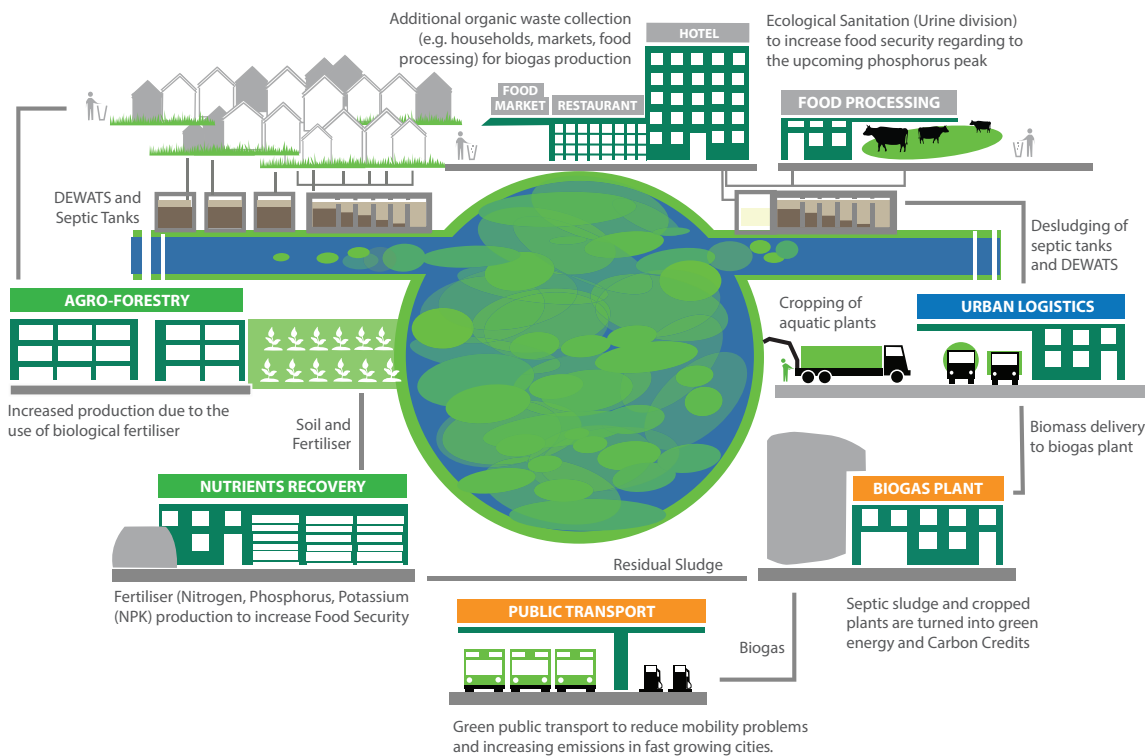 Additional organic waste collection
(e.g. households, markets, food
processing) for biogas production
HOTEL
Ecological Sanitation (Urine division)
to increase food security regarding to
the upcoming phosphorus peak
FOOD
MARKET
RESTAURANT
FOOD PROCESSING
DEWATS and
Septic Tanks
Desludging of
septic tanks
and DEWATS
AGRO-FORESTRY
Cropping of
aquatic plants
URBAN LOGISTICS
Increased production due to the
use of biological fertiliser
Soil and
Fertiliser
Biomass delivery
to biogas plant
NUTRIENTS RECOVERY
BIOGAS PLANT
Residual Sludge
Fertiliser (Nitrogen, Phosphorus, Potassium
(NPK) production to increase Food Security
PUBLIC TRANSPORT
Septic sludge and cropped
plants are turned into green
energy and Carbon Credits
Biogas
Green public transport to reduce mobility problems
and increasing emissions in fast growing cities.